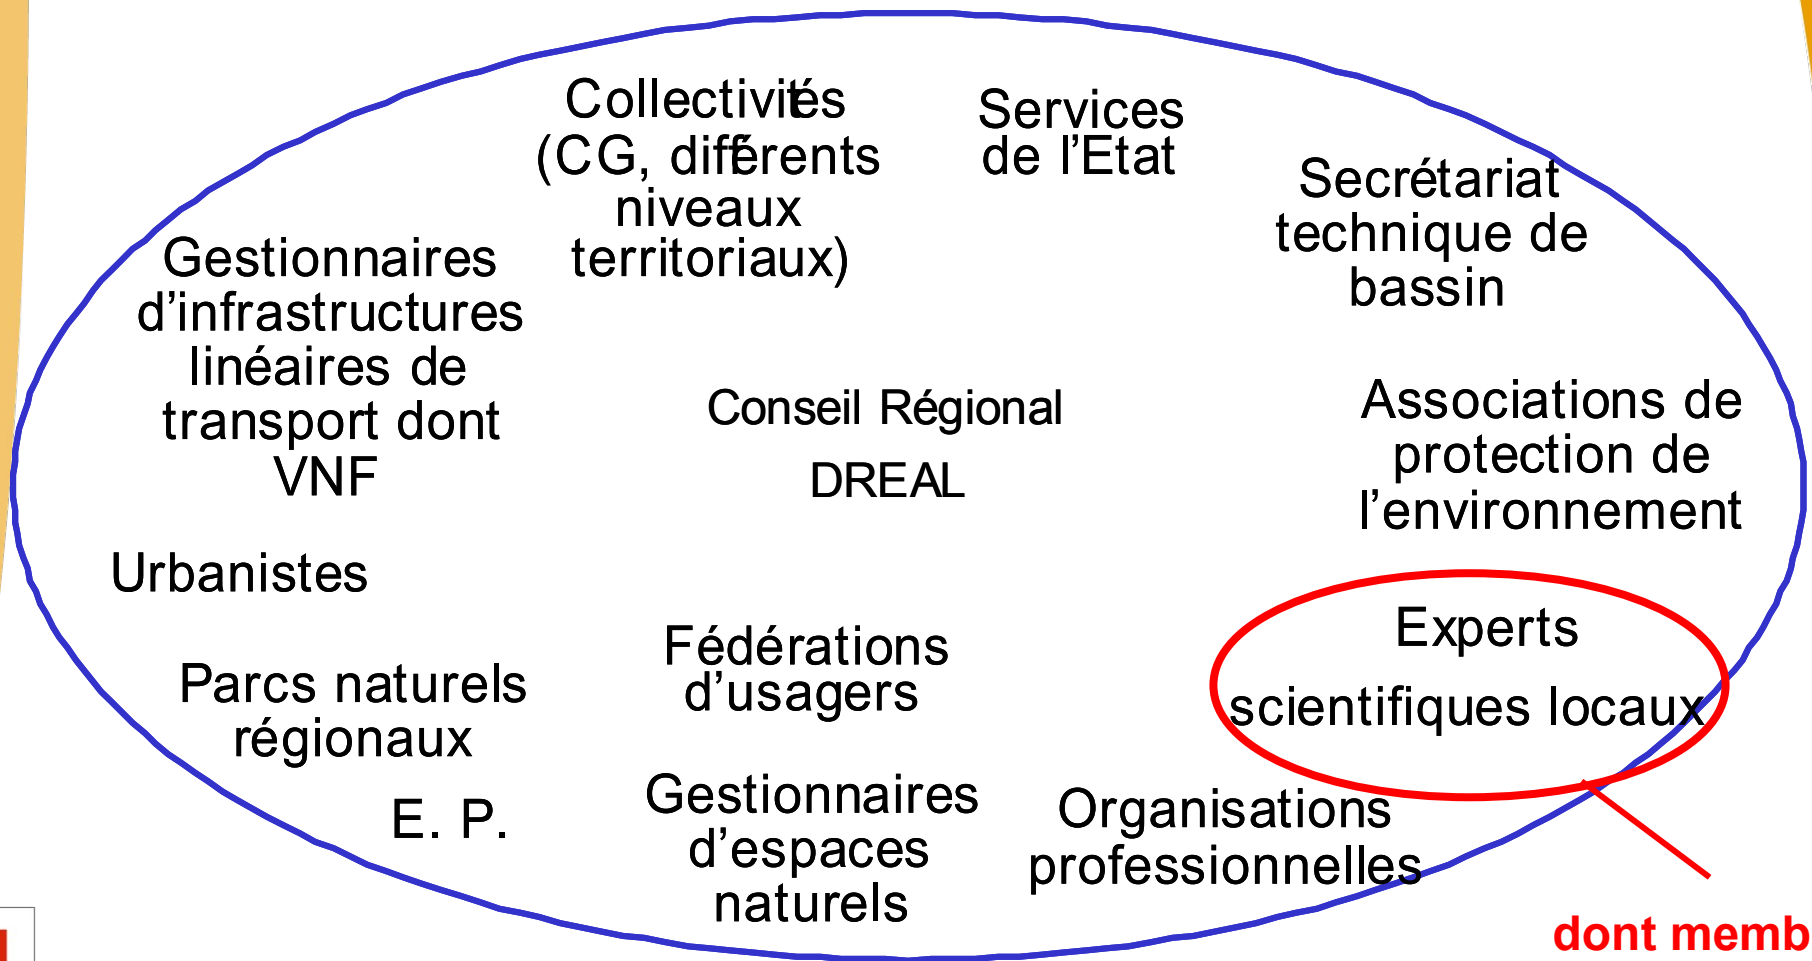 Collectivités
(CG, différents
niveaux
territoriaux)
Services
de l’Etat
Secrétariat
technique de
bassin
Gestionnaires
d’infrastructures
linéaires de
transport dont
VNF
Conseil Régional
DREAL
Associations de
protection de
l’environnement
Urbanistes
Fédérations
d’usagers
Experts
scientifiques locaux
Parcs naturels
régionaux
E. P.
Gestionnaires
d’espaces
naturels
Organisations
professionnelles
dont memb